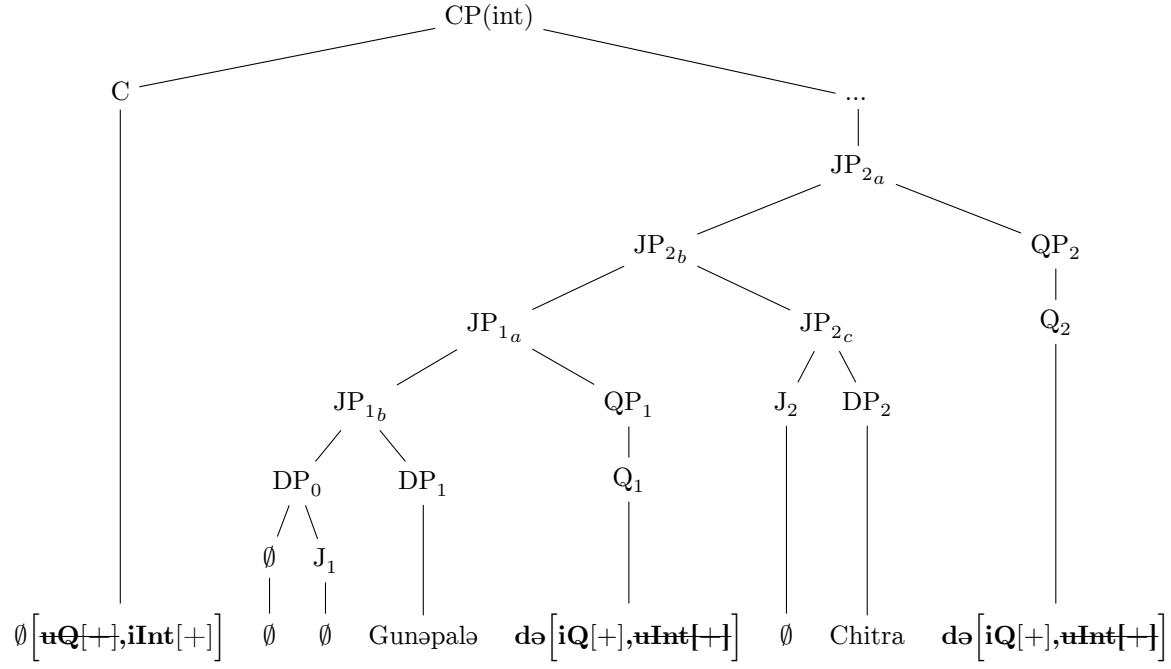 CP(int)
C ...
JP₂ₐ
JP₂b QP₂
JP₁ₐ JP₂c Q₂
JP₁b QP₁ J₂ DP₂
DP₀ DP₁ Q₁
∅ J₁
∅[uQ[+],iInt[+]] ∅ ∅ Gunəpalə də[iQ[+],uInt[+]] ∅ Chitra də[iQ[+],uInt[+]]